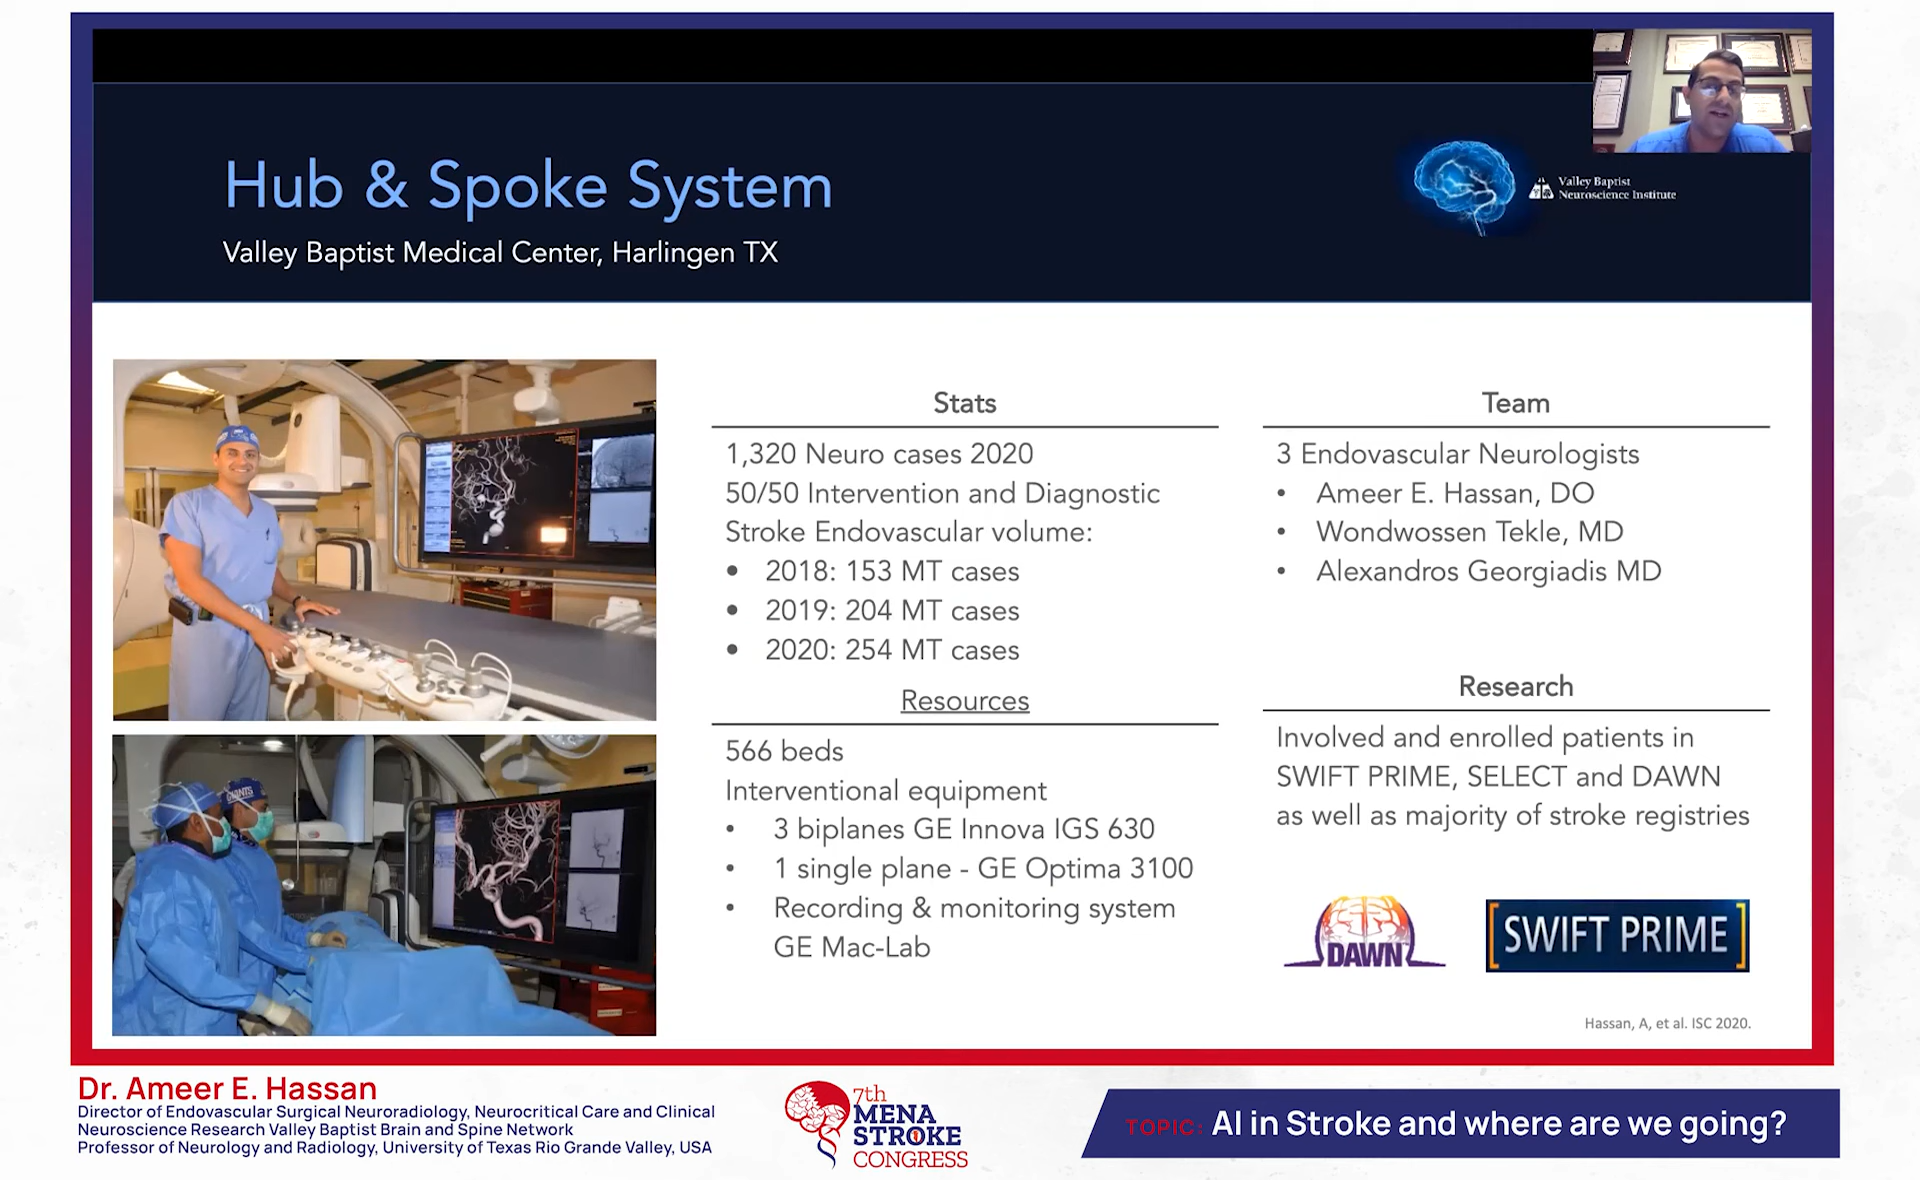 Hub & Spoke System
Valley Baptist Medical Center, Harlingen TX
Valley Baptist
Neuroscience Institute
Stats
1,320 Neuro cases 2020
50/50 Intervention and Diagnostic
Stroke Endovascular volume:
• 2018: 153 MT cases
• 2019: 204 MT cases
• 2020: 254 MT cases
Resources
566 beds
Interventional equipment
• 3 biplanes GE Innova IGS 630
• 1 single plane - GE Optima 3100
• Recording & monitoring system
GE Mac-Lab
Team
3 Endovascular Neurologists
• Ameer E. Hassan, DO
• Wondwossen Tekle, MD
• Alexandros Georgiadis MD
Research
Involved and enrolled patients in
SWIFT PRIME, SELECT and DAWN
as well as majority of stroke registries
DAWN
[SWIFT PRIME]
Hassan, A, et al. ISC 2020.
GIANTS
Dr. Ameer E. Hassan
Director of Endovascular Surgical Neuroradiology, Neurocritical Care and Clinical
Neuroscience Research Valley Baptist Brain and Spine Network
Professor of Neurology and Radiology, University of Texas Rio Grande Valley, USA
7th
MENA
STROKE
CONGRESS
TOPIC: AI in Stroke and where are we going?